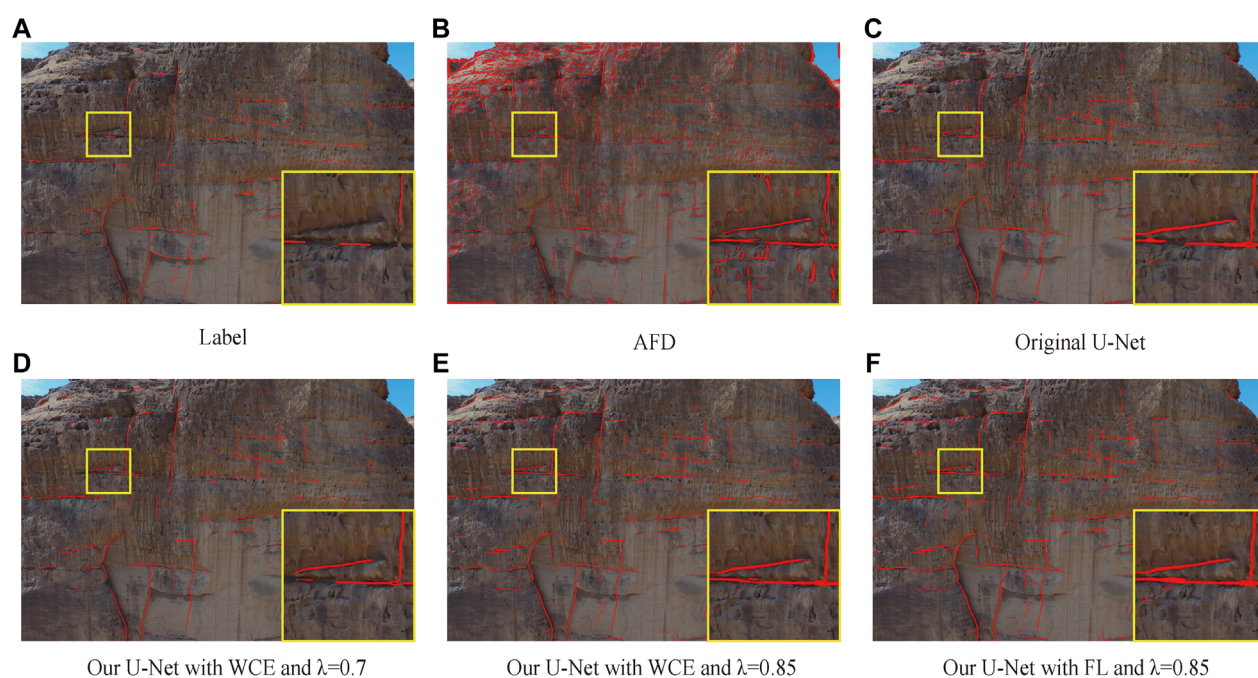 A
B
C
Label
AFD
Original U-Net
D
E
F
Our U-Net with WCE and λ=0.7
Our U-Net with WCE and λ=0.85
Our U-Net with FL and λ=0.85